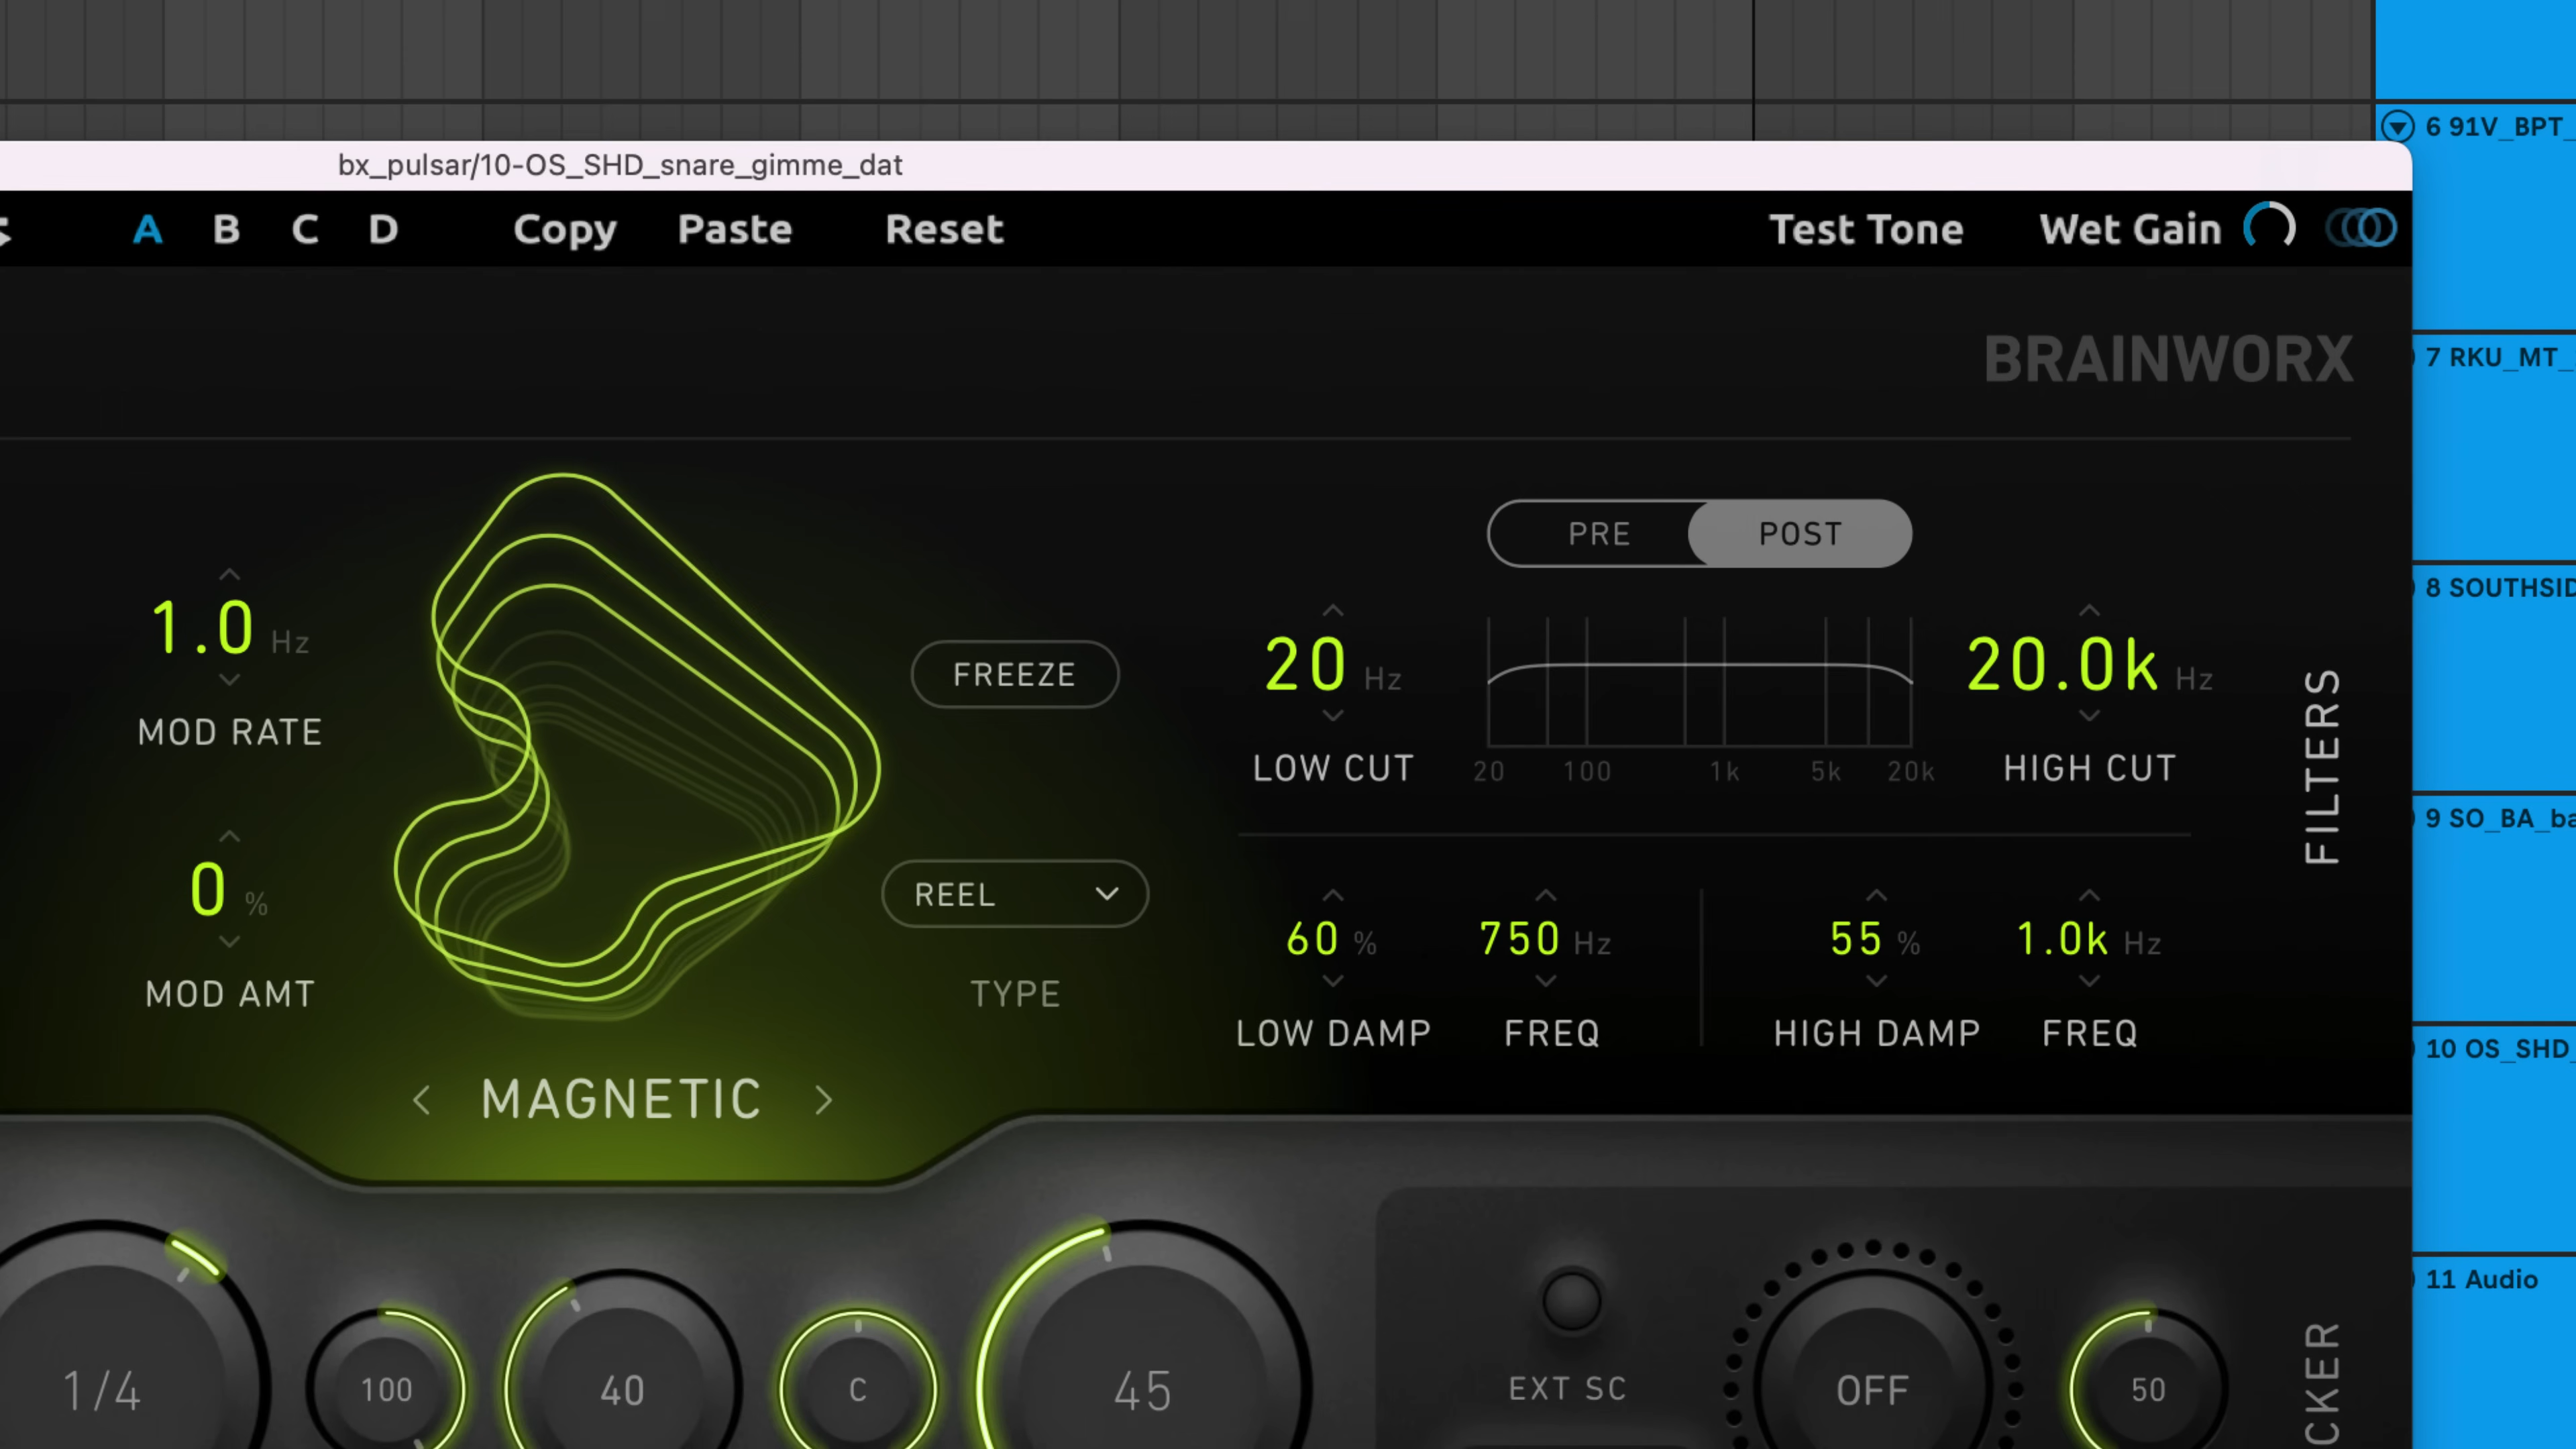 6 91V_BPT_
bx_pulsar/10-OS_SHD_snare_gimme_dat
A B C D Copy Paste Reset Test Tone Wet Gain
BRAINWORX
7 RKU_MT_
PRE POST
8 SOUTHSID
1.0 Hz
MOD RATE
FREEZE
20 Hz
LOW CUT
20 100 1k 5k 20k
20.0k Hz
HIGH CUT
FILTERS
9 SO_BA_ba
0 %
MOD AMT
REEL
TYPE
60 % 750 Hz 55 % 1.0k Hz
LOW DAMP FREQ HIGH DAMP FREQ
10 OS_SHD_
MAGNETIC
11 Audio
1/4 100 40 C 45
EXT SC
OFF
50
CKER